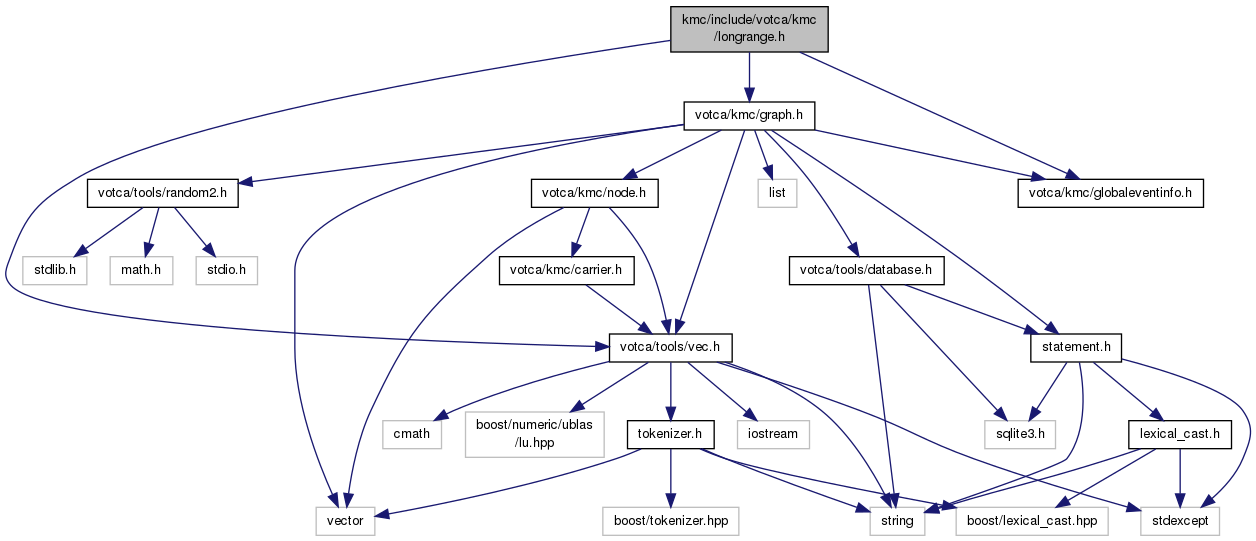 kmc/include/votca/kmc
/longrange.h
votca/kmc/graph.h
votca/tools/random2.h
votca/kmc/node.h
list
votca/kmc/globaleventinfo.h
stdlib.h
math.h
stdio.h
votca/kmc/carrier.h
votca/tools/database.h
votca/tools/vec.h
statement.h
cmath
boost/numeric/ublas
/lu.hpp
tokenizer.h
iostream
sqlite3.h
lexical_cast.h
vector
boost/tokenizer.hpp
string
boost/lexical_cast.hpp
stdexcept